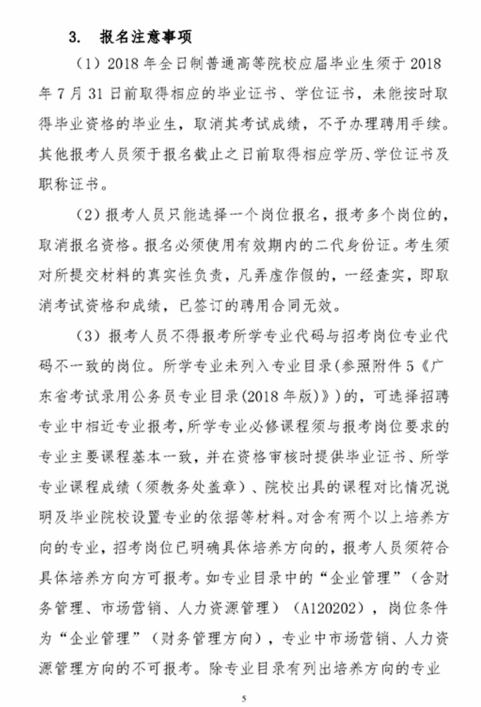 3. 报名注意事项
（1）2018 年全日制普通高等院校应届毕业生须于 2018
年 7 月 31 日前取得相应的毕业证书、学位证书，未能按时取
得毕业资格的毕业生，取消其考试成绩，不予办理聘用手续。
其他报考人员须于报名截止之日前取得相应学历、学位证书及
职称证书。
（2）报考人员只能选择一个岗位报名，报考多个岗位的，
取消报名资格。报名必须使用有效期内的二代身份证。考生须
对所提交材料的真实性负责，凡弄虚作假的，一经查实，即取
消考试资格和成绩，已签订的聘用合同无效。
（3）报考人员不得报考所学专业代码与招考岗位专业代
码不一致的岗位。所学专业未列入专业目录(参照附件 5《广
东省考试录用公务员专业目录(2018 年版)》)的，可选择招聘
专业中相近专业报考，所学专业必修课程须与报考岗位要求的
专业主要课程基本一致，并在资格审核时提供毕业证书、所学
专业课程成绩（须教务处盖章）、院校出具的课程对比情况说
明及毕业院校设置专业的依据等材料。对含有两个以上培养方
向的专业，招考岗位已明确具体培养方向的，报考人员须符合
具体培养方向方可报考。如专业目录中的“企业管理”（含财
务管理、市场营销、人力资源管理）（A120202），岗位条件
为“企业管理”（财务管理方向），专业中市场营销、人力资
源管理方向的不可报考。除专业目录有列出培养方向的专业
5